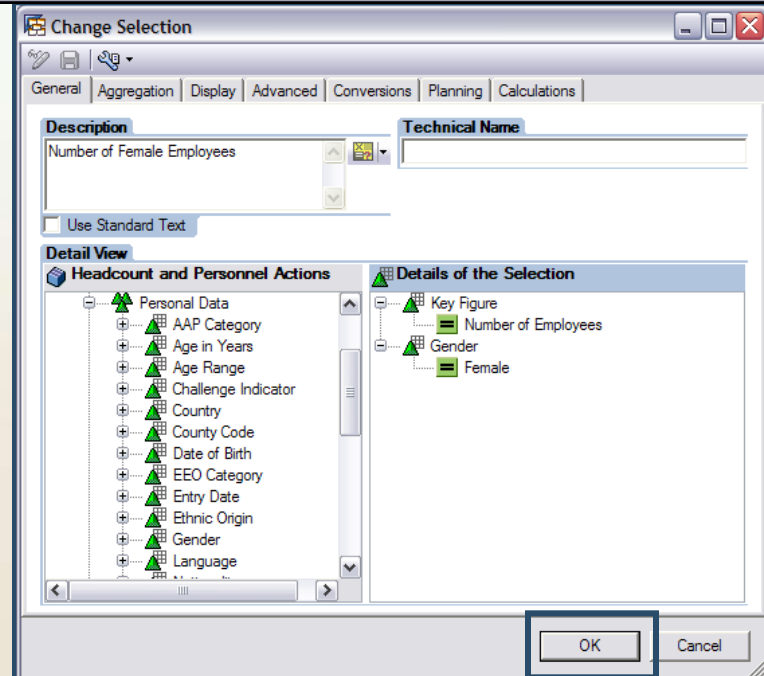 Change Selection
General Aggregation Display Advanced Conversions Planning Calculations
Description Technical Name
Number of Female Employees
Use Standard Text
Detail View
Headcount and Personnel Actions
Personal Data
AAP Category
Age in Years
Age Range
Challenge Indicator
Country
County Code
Date of Birth
EEO Category
Entry Date
Ethnic Origin
Gender
Language
Details of the Selection
Key Figure
Number of Employees
Gender
Female
OK Cancel